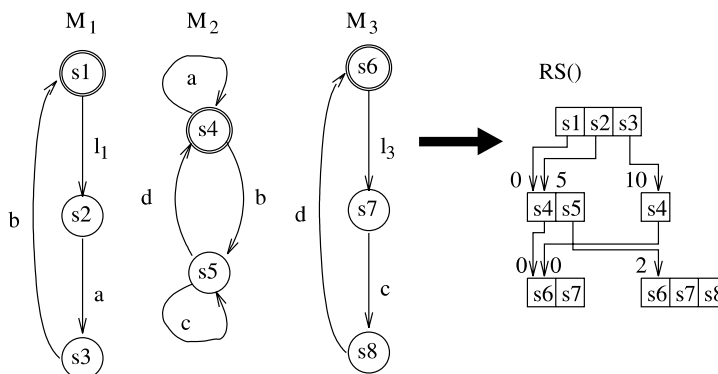 M1 M2 M3
s1
l1
s2
b
a
s3
a
s4
d
b
s5
c
s6
l3
s7
d
c
s8
RS()
s1 s2 s3
0 5 10
s4 s5 s4
0 0 2
s6 s7 s6 s7 s8